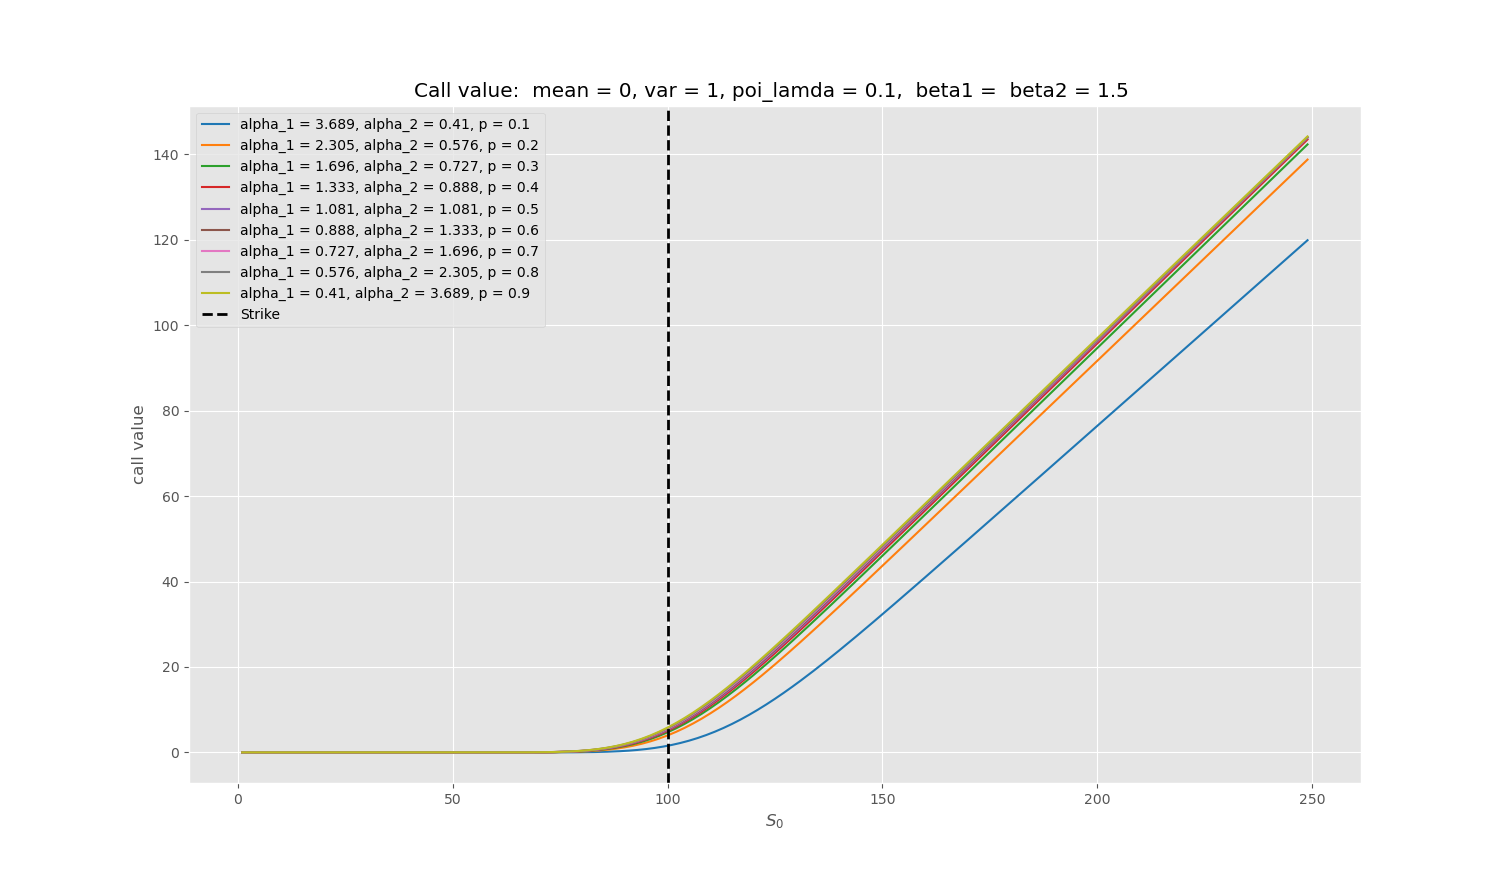 Call value:  mean = 0, var = 1, poi_lamda = 0.1,  beta1 =  beta2 = 1.5
alpha_1 = 3.689, alpha_2 = 0.41, p = 0.1
alpha_1 = 2.305, alpha_2 = 0.576, p = 0.2
alpha_1 = 1.696, alpha_2 = 0.727, p = 0.3
alpha_1 = 1.333, alpha_2 = 0.888, p = 0.4
alpha_1 = 1.081, alpha_2 = 1.081, p = 0.5
alpha_1 = 0.888, alpha_2 = 1.333, p = 0.6
alpha_1 = 0.727, alpha_2 = 1.696, p = 0.7
alpha_1 = 0.576, alpha_2 = 2.305, p = 0.8
alpha_1 = 0.41, alpha_2 = 3.689, p = 0.9
Strike
140
120
100
80
60
40
20
0
call value
0 50 100 150 200 250
S₀